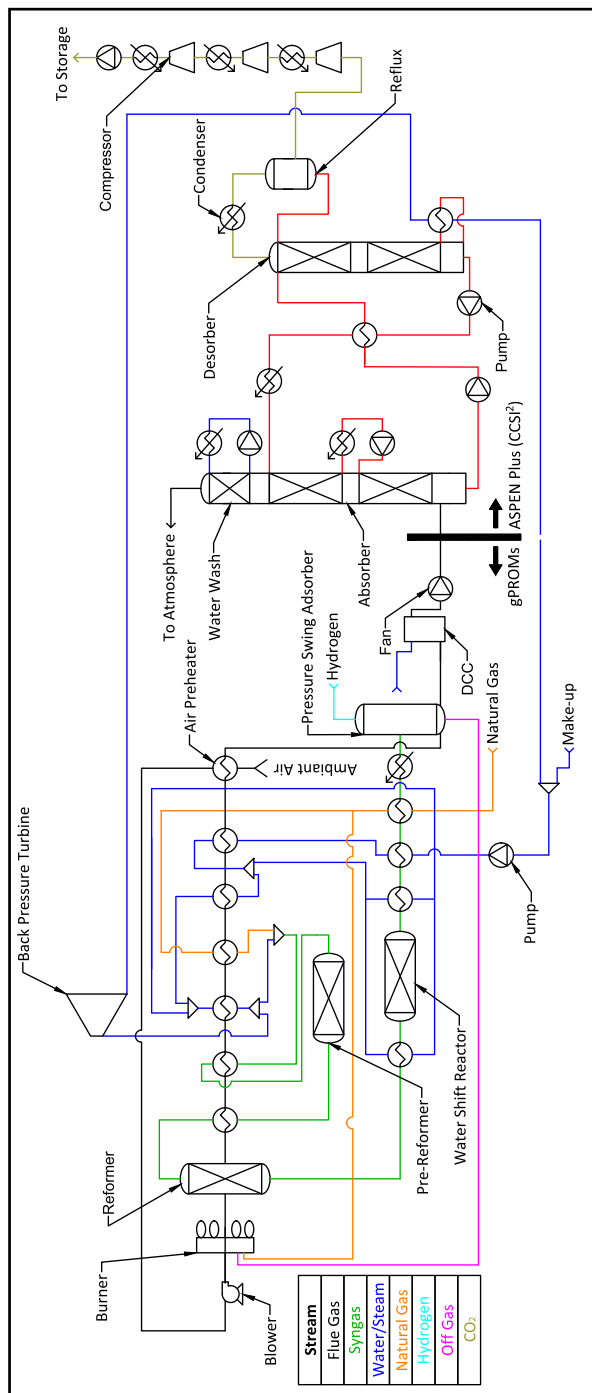 Back Pressure Turbine
Air Preheater
To Atmosphere
Water Wash
Desorber
Condenser
Compressor
To Storage
Reflux
Reformer
Burner
Blower
Ambiant Air
Pressure Swing Adsorber
Hydrogen
Fan
DCC
Absorber
Pump
gPROMs
ASPEN Plus (CCSI²)
Pre-Reformer
Water Shift Reactor
Natural Gas
Pump
Make-up
Stream
Flue Gas
Syngas
Water/Steam
Natural Gas
Hydrogen
Off Gas
CO₂